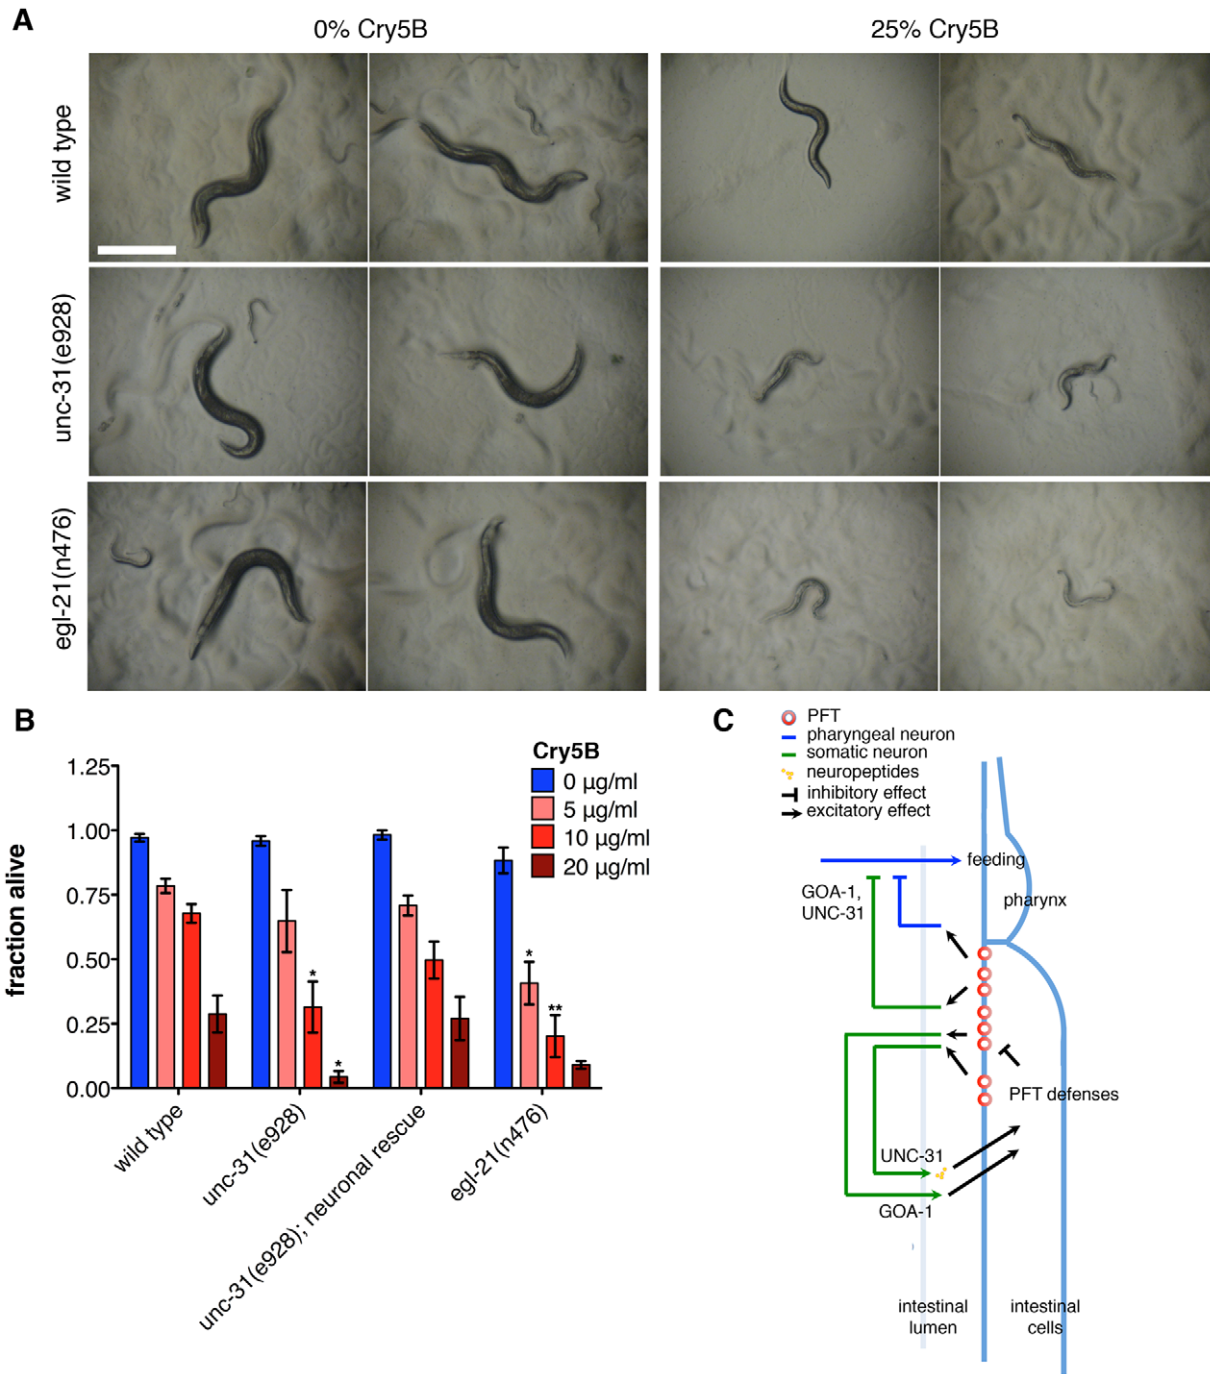 A
0% Cry5B
25% Cry5B
wild type
unc-31(e928)
egl-21(n476)
B
fraction alive
1.25
1.00
0.75
0.50
0.25
0.00
Cry5B
0 µg/ml
5 µg/ml
10 µg/ml
20 µg/ml
*
*
*
**
wild type
unc-31(e928)
unc-31(e928); neuronal rescue
egl-21(n476)
C
PFT
pharyngeal neuron
somatic neuron
neuropeptides
inhibitory effect
excitatory effect
feeding
GOA-1,
UNC-31
pharynx
PFT defenses
UNC-31
GOA-1
intestinal
lumen
intestinal
cells